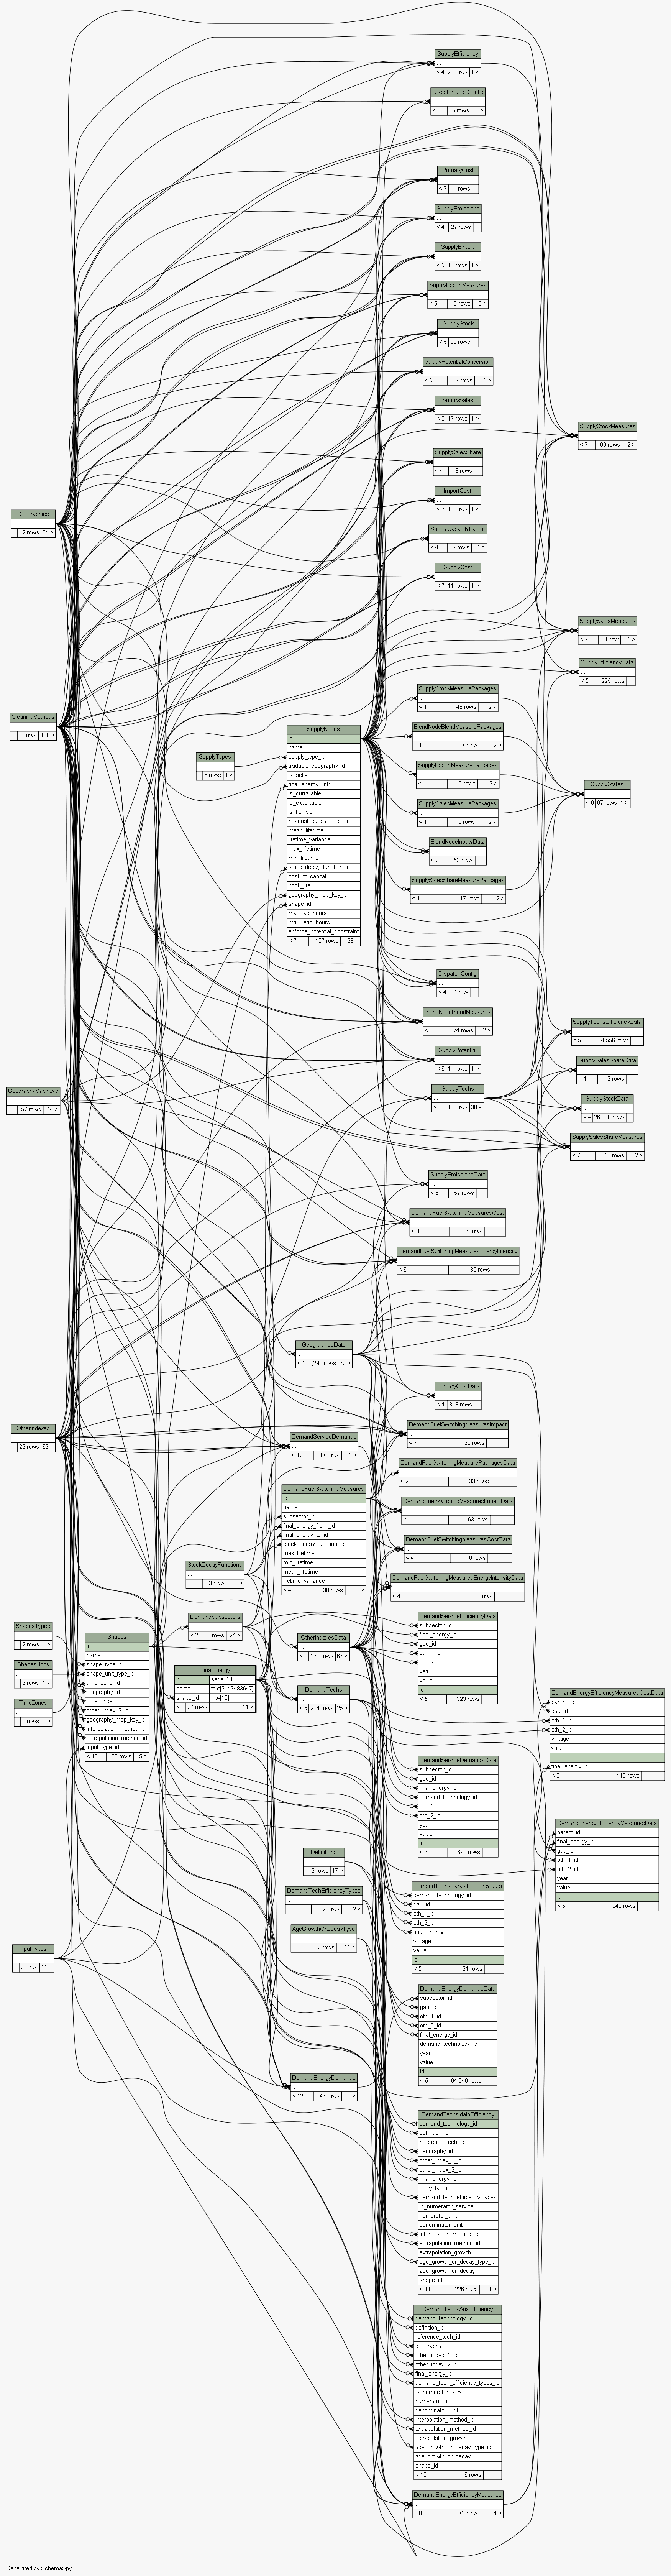 SupplyEfficiency
...
< 4 29 rows 1 >
DispatchNodeConfig
...
< 3 5 rows 1 >
PrimaryCost
...
< 7 11 rows
SupplyEmissions
...
< 4 27 rows
SupplyExport
...
< 5 10 rows 1 >
SupplyExportMeasures
...
< 5 5 rows 2 >
SupplyStock
...
< 5 23 rows
SupplyPotentialConversion
...
< 5 7 rows 1 >
SupplySales
...
< 5 17 rows 1 >
SupplyStockMeasures
...
< 7 60 rows 2 >
SupplySalesShare
...
< 4 13 rows
ImportCost
...
< 6 13 rows 1 >
Geographies
...
12 rows 54 >
SupplyCapacityFactor
...
< 4 2 rows 1 >
SupplyCost
...
< 7 11 rows 1 >
SupplySalesMeasures
...
< 7 1 row 1 >
SupplyEfficiencyData
...
< 5 1,225 rows
SupplyStockMeasurePackages
...
< 1 48 rows 2 >
CleaningMethods
...
8 rows 108 >
SupplyNodes
id
name
supply_type_id
tradable_geography_id
is_active
final_energy_link
is_curtailable
is_exportable
is_flexible
residual_supply_node_id
mean_lifetime
lifetime_variance
max_lifetime
min_lifetime
stock_decay_function_id
cost_of_capital
book_life
geography_map_key_id
shape_id
max_lag_hours
max_lead_hours
enforce_potential_constraint
< 7 107 rows 38 >
SupplyTypes
...
6 rows 1 >
BlendNodeBlendMeasurePackages
...
< 1 37 rows 2 >
SupplyExportMeasurePackages
...
< 1 5 rows 2 >
SupplyStates
...
< 6 97 rows 1 >
SupplySalesMeasurePackages
...
< 1 0 rows 2 >
BlendNodeInputsData
...
< 2 53 rows
SupplySalesShareMeasurePackages
...
< 1 17 rows 2 >
DispatchConfig
...
< 4 1 row
BlendNodeBlendMeasures
...
< 6 74 rows 2 >
SupplyTechsEfficiencyData
...
< 5 4,556 rows
SupplyPotential
...
< 6 14 rows 1 >
SupplySalesShareData
...
< 4 13 rows
GeographyMapKeys
...
57 rows 14 >
SupplyTechs
...
< 3 113 rows 30 >
SupplyStockData
...
< 4 26,338 rows
SupplySalesShareMeasures
...
< 7 18 rows 2 >
SupplyEmissionsData
...
< 6 57 rows
DemandFuelSwitchingMeasuresCost
...
< 8 6 rows
DemandFuelSwitchingMeasuresEnergyIntensity
...
< 6 30 rows
GeographiesData
...
< 1 3,293 rows 62 >
PrimaryCostData
...
< 4 849 rows
OtherIndexes
...
29 rows 63 >
DemandServiceDemands
...
< 12 17 rows 1 >
DemandFuelSwitchingMeasuresImpact
...
< 7 30 rows
DemandFuelSwitchingMeasurePackagesData
...
< 2 33 rows
DemandFuelSwitchingMeasures
id
name
subsector_id
final_energy_from_id
final_energy_to_id
stock_decay_function_id
max_lifetime
min_lifetime
mean_lifetime
lifetime_variance
< 4 30 rows 7 >
DemandFuelSwitchingMeasuresImpactData
...
< 4 63 rows
DemandFuelSwitchingMeasuresCostData
...
< 4 6 rows
StockDecayFunctions
...
3 rows 7 >
DemandFuelSwitchingMeasuresEnergyIntensityData
...
< 4 31 rows
DemandSubsectors
...
< 2 63 rows 24 >
DemandServiceEfficiencyData
subsector_id
final_energy_id
gau_id
oth_1_id
oth_2_id
year
value
id
< 5 323 rows
ShapesTypes
...
2 rows 1 >
ShapesUnits
...
2 rows 1 >
TimeZones
...
8 rows 1 >
Shapes
id
name
shape_type_id
shape_unit_type_id
time_zone_id
geography_id
other_index_1_id
other_index_2_id
geography_map_key_id
interpolation_method_id
extrapolation_method_id
input_type_id
< 10 35 rows 5 >
OtherIndexesData
...
< 1 163 rows 67 >
FinalEnergy
id serial[10]
name text[2147483647]
shape_id int4[10]
< 1 27 rows 11 >
DemandTechs
...
< 5 234 rows 25 >
DemandEnergyEfficiencyMeasuresCostData
parent_id
gau_id
oth_1_id
oth_2_id
vintage
value
id
final_energy_id
< 5 1,412 rows
DemandServiceDemandsData
subsector_id
gau_id
final_energy_id
demand_technology_id
oth_1_id
oth_2_id
year
value
id
< 6 693 rows
DemandEnergyEfficiencyMeasuresData
parent_id
final_energy_id
gau_id
oth_1_id
oth_2_id
year
value
id
< 5 240 rows
Definitions
...
2 rows 17 >
DemandTechEfficiencyTypes
...
2 rows 2 >
AgeGrowthOrDecayType
...
2 rows 11 >
DemandTechsParasiticEnergyData
demand_technology_id
gau_id
oth_1_id
oth_2_id
final_energy_id
vintage
value
id
< 5 21 rows
InputTypes
...
2 rows 11 >
DemandEnergyDemandsData
subsector_id
gau_id
oth_1_id
oth_2_id
final_energy_id
demand_technology_id
year
value
id
< 5 94,949 rows
DemandEnergyDemands
...
< 12 47 rows 1 >
DemandTechsMainEfficiency
demand_technology_id
definition_id
reference_tech_id
geography_id
other_index_1_id
other_index_2_id
final_energy_id
utility_factor
demand_tech_efficiency_types
is_numerator_service
numerator_unit
denominator_unit
interpolation_method_id
extrapolation_method_id
extrapolation_growth
age_growth_or_decay_type_id
age_growth_or_decay
shape_id
< 11 226 rows 1 >
DemandTechsAuxEfficiency
demand_technology_id
definition_id
reference_tech_id
geography_id
other_index_1_id
other_index_2_id
final_energy_id
demand_tech_efficiency_types_id
is_numerator_service
numerator_unit
denominator_unit
interpolation_method_id
extrapolation_method_id
extrapolation_growth
age_growth_or_decay_type_id
age_growth_or_decay
shape_id
< 10 6 rows
DemandEnergyEfficiencyMeasures
...
< 8 72 rows 4 >
Generated by SchemaSpy